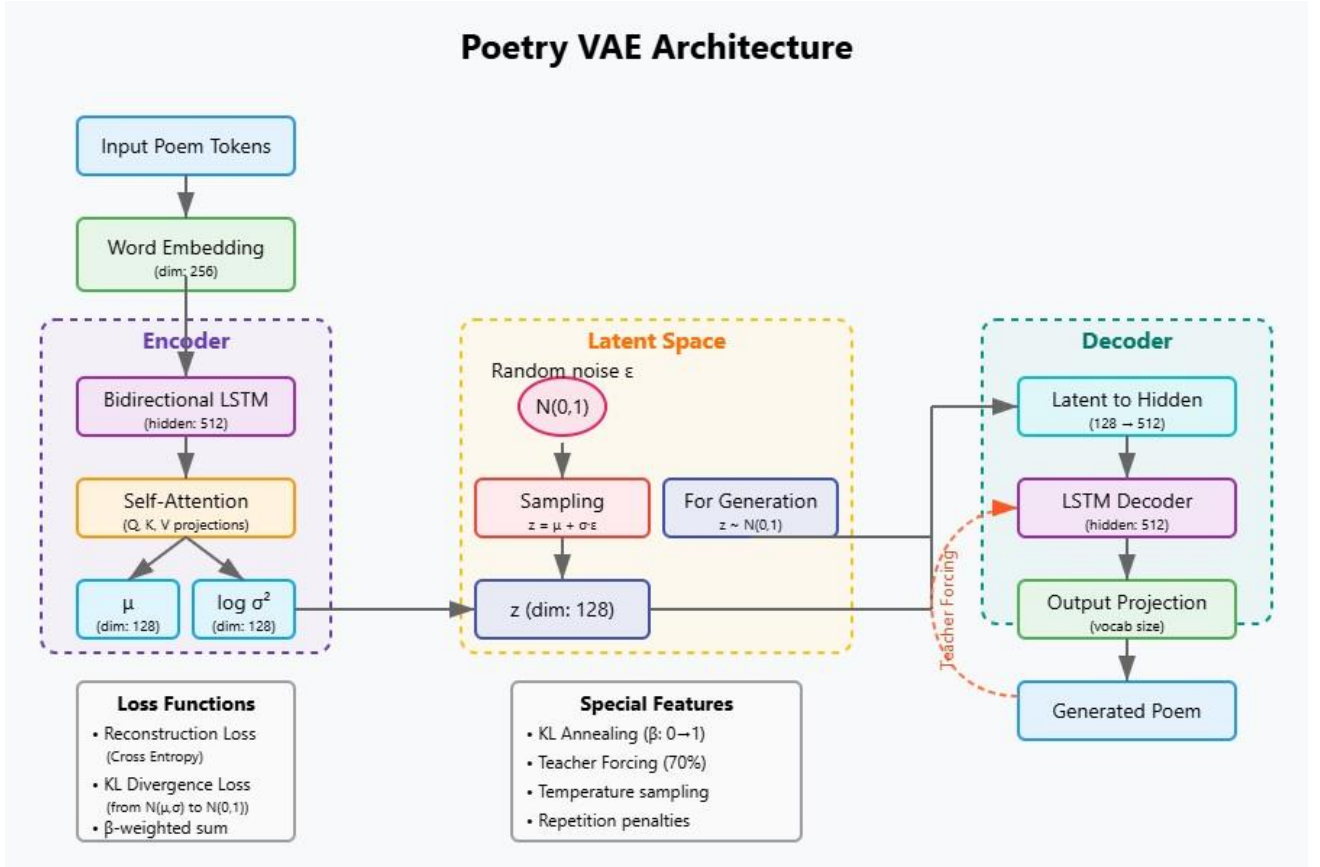 Poetry VAE Architecture
Input Poem Tokens
Word Embedding
(dim: 256)
Encoder
Bidirectional LSTM
(hidden: 512)
Self-Attention
(Q, K, V projections)
μ
(dim: 128)
log σ²
(dim: 128)
Latent Space
Random noise ε
N(0,1)
Sampling
z = μ + σ·ε
For Generation
z ~ N(0,1)
z (dim: 128)
Decoder
Latent to Hidden
(128 → 512)
LSTM Decoder
(hidden: 512)
Output Projection
(vocab size)
Teacher Forcing
Generated Poem
Loss Functions
• Reconstruction Loss
(Cross Entropy)
• KL Divergence Loss
(from N(μ,σ) to N(0,1))
• β-weighted sum
Special Features
• KL Annealing (β: 0→1)
• Teacher Forcing (70%)
• Temperature sampling
• Repetition penalties